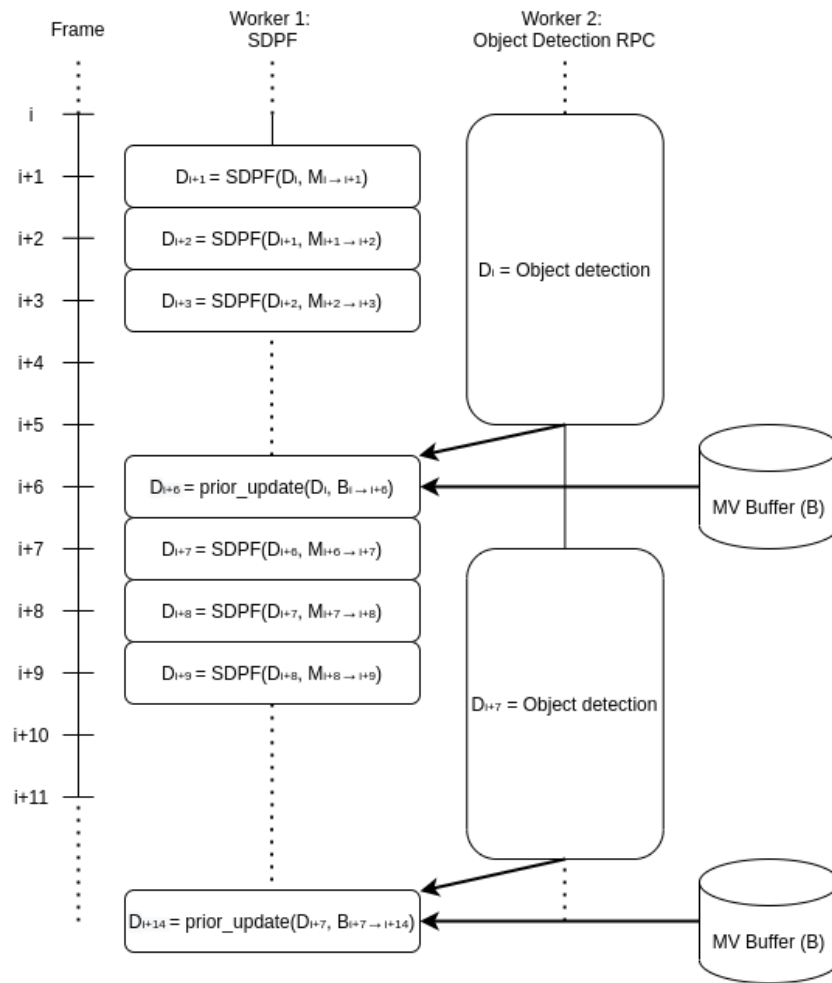 Frame
Worker 1:
SDPF
Worker 2:
Object Detection RPC
i
i+1
i+2
i+3
i+4
i+5
i+6
i+7
i+8
i+9
i+10
i+11
Di+1 = SDPF(Di, Mi→i+1)
Di+2 = SDPF(Di+1, Mi+1→i+2)
Di+3 = SDPF(Di+2, Mi+2→i+3)
Di+6 = prior_update(Di, Bi→i+6)
Di+7 = SDPF(Di+6, Mi+6→i+7)
Di+8 = SDPF(Di+7, Mi+7→i+8)
Di+9 = SDPF(Di+8, Mi+8→i+9)
Di+14 = prior_update(Di+7, Bi+7→i+14)
Di = Object detection
Di+7 = Object detection
MV Buffer (B)
MV Buffer (B)